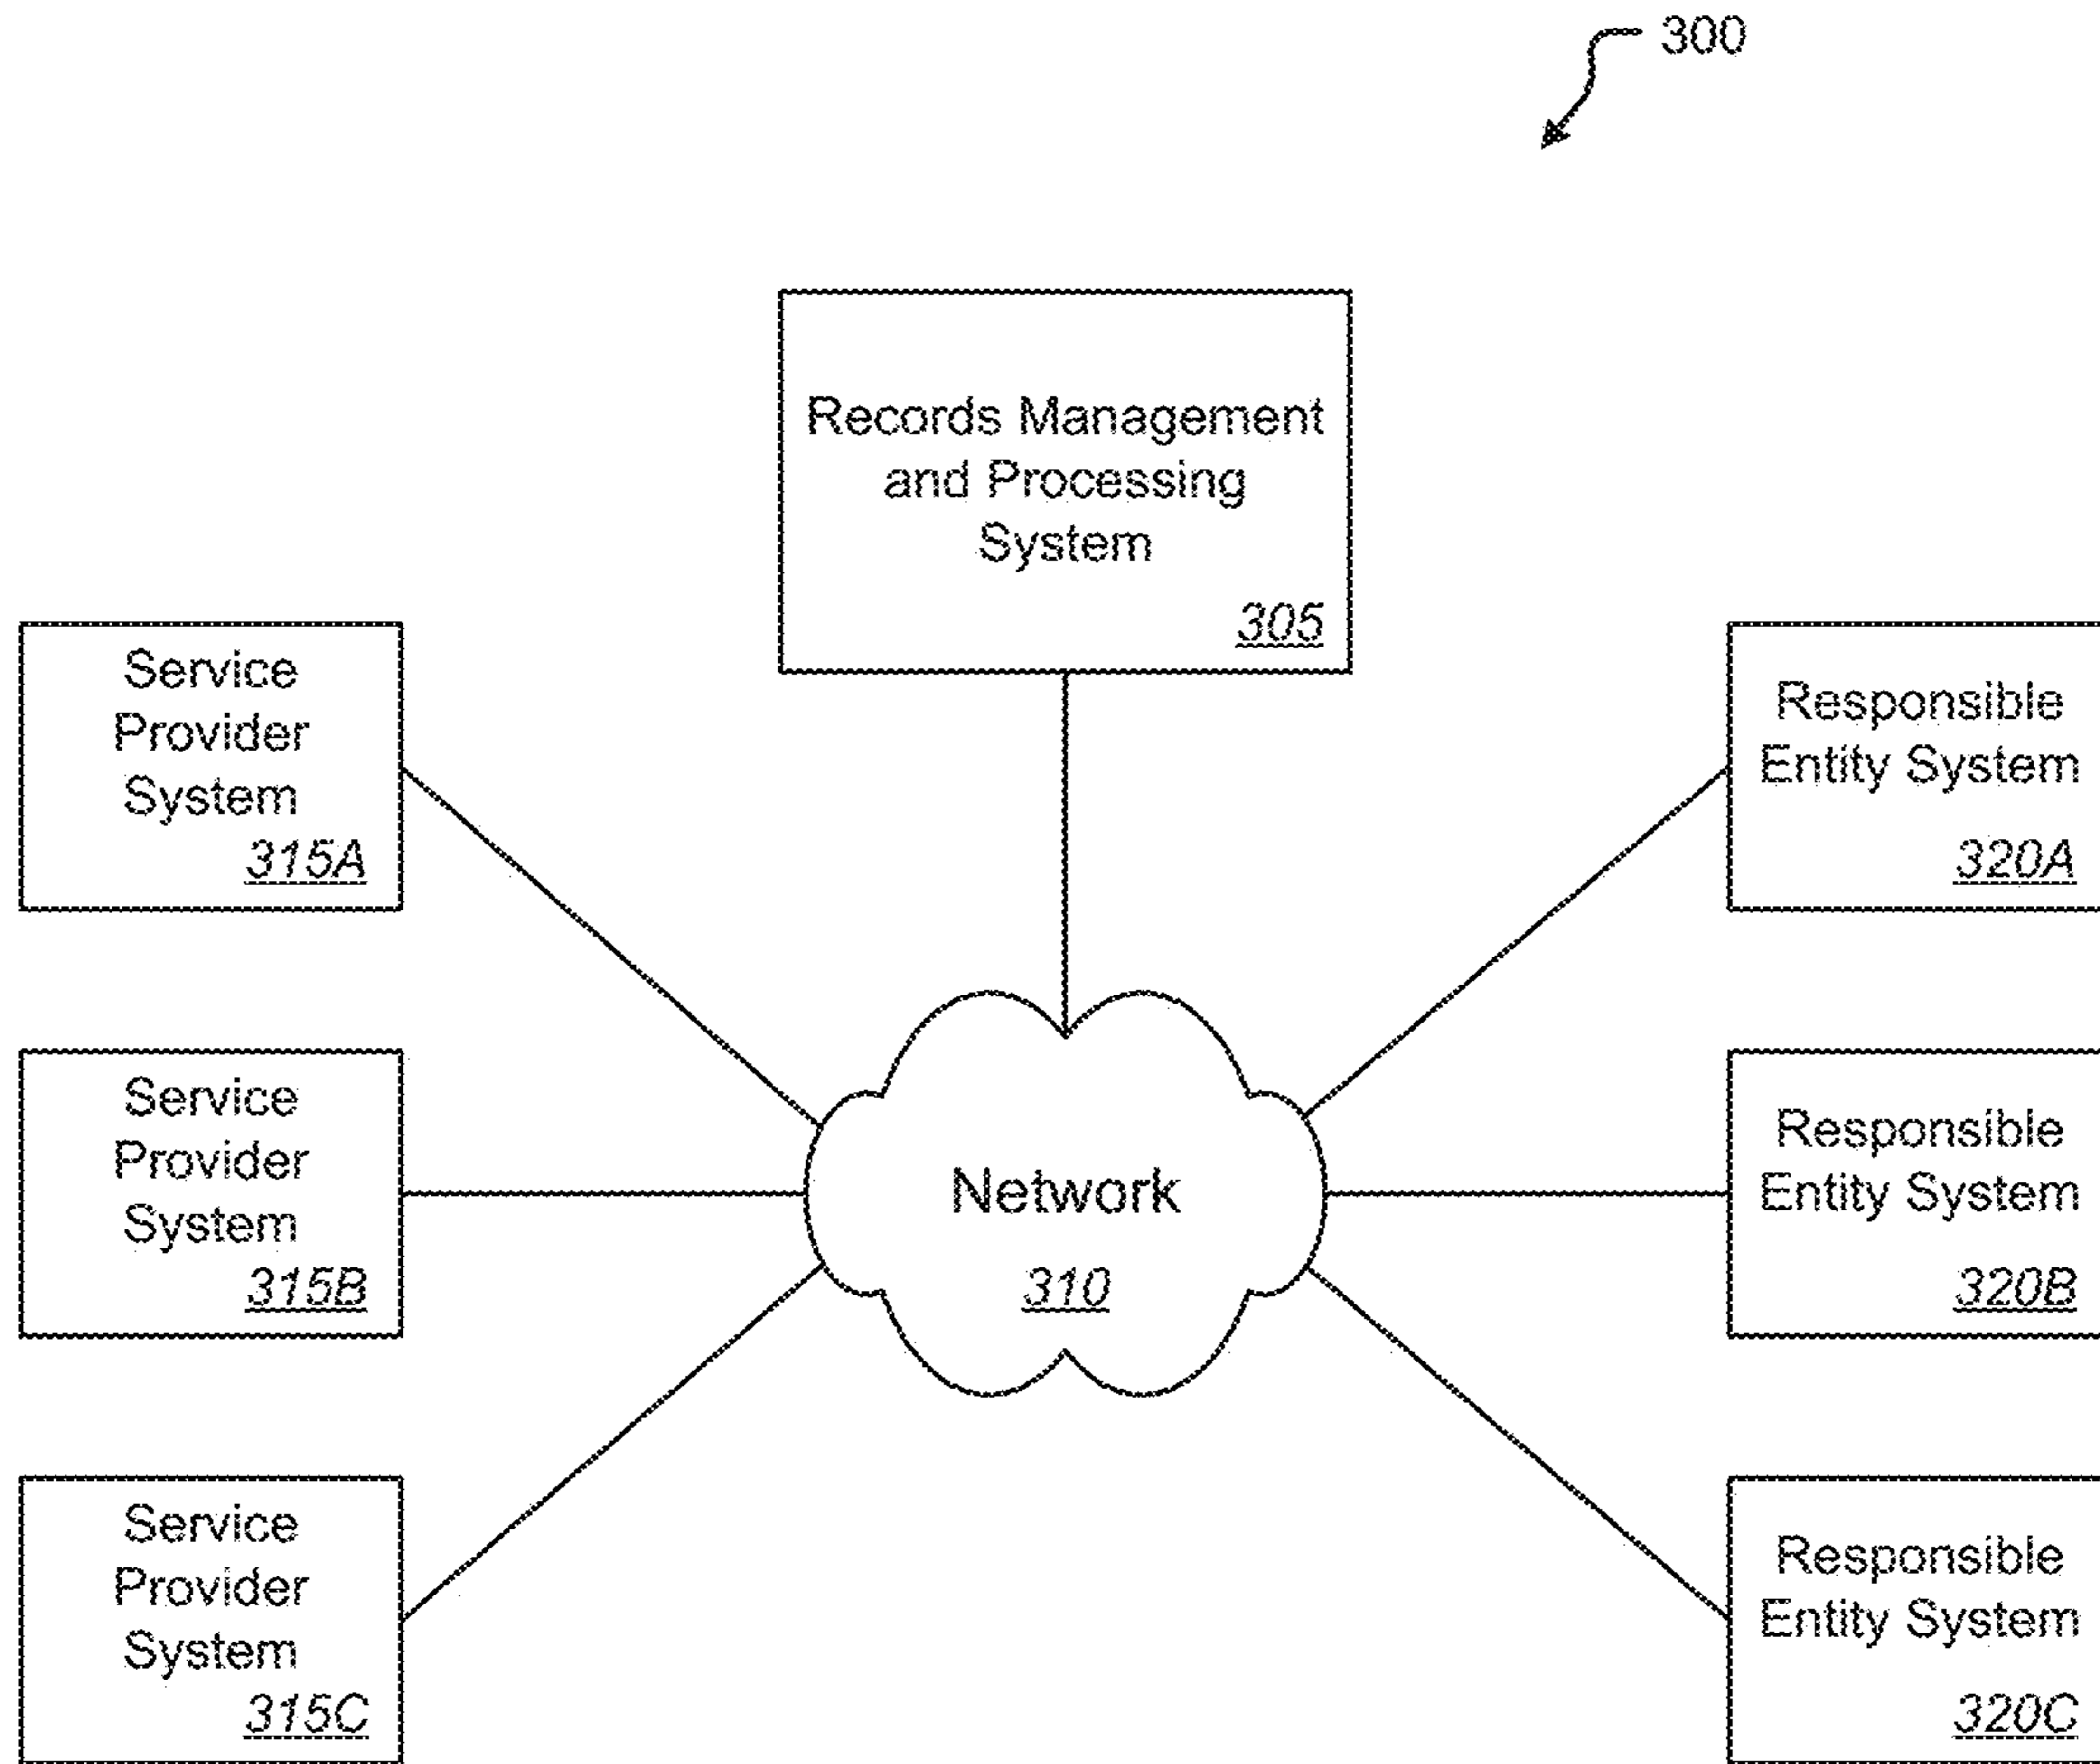 300
Records Management
and Processing
System
305
Service
Provider
System
315A
Responsible
Entity System
320A
Service
Provider
System
315B
Network
310
Responsible
Entity System
320B
Service
Provider
System
315C
Responsible
Entity System
320C